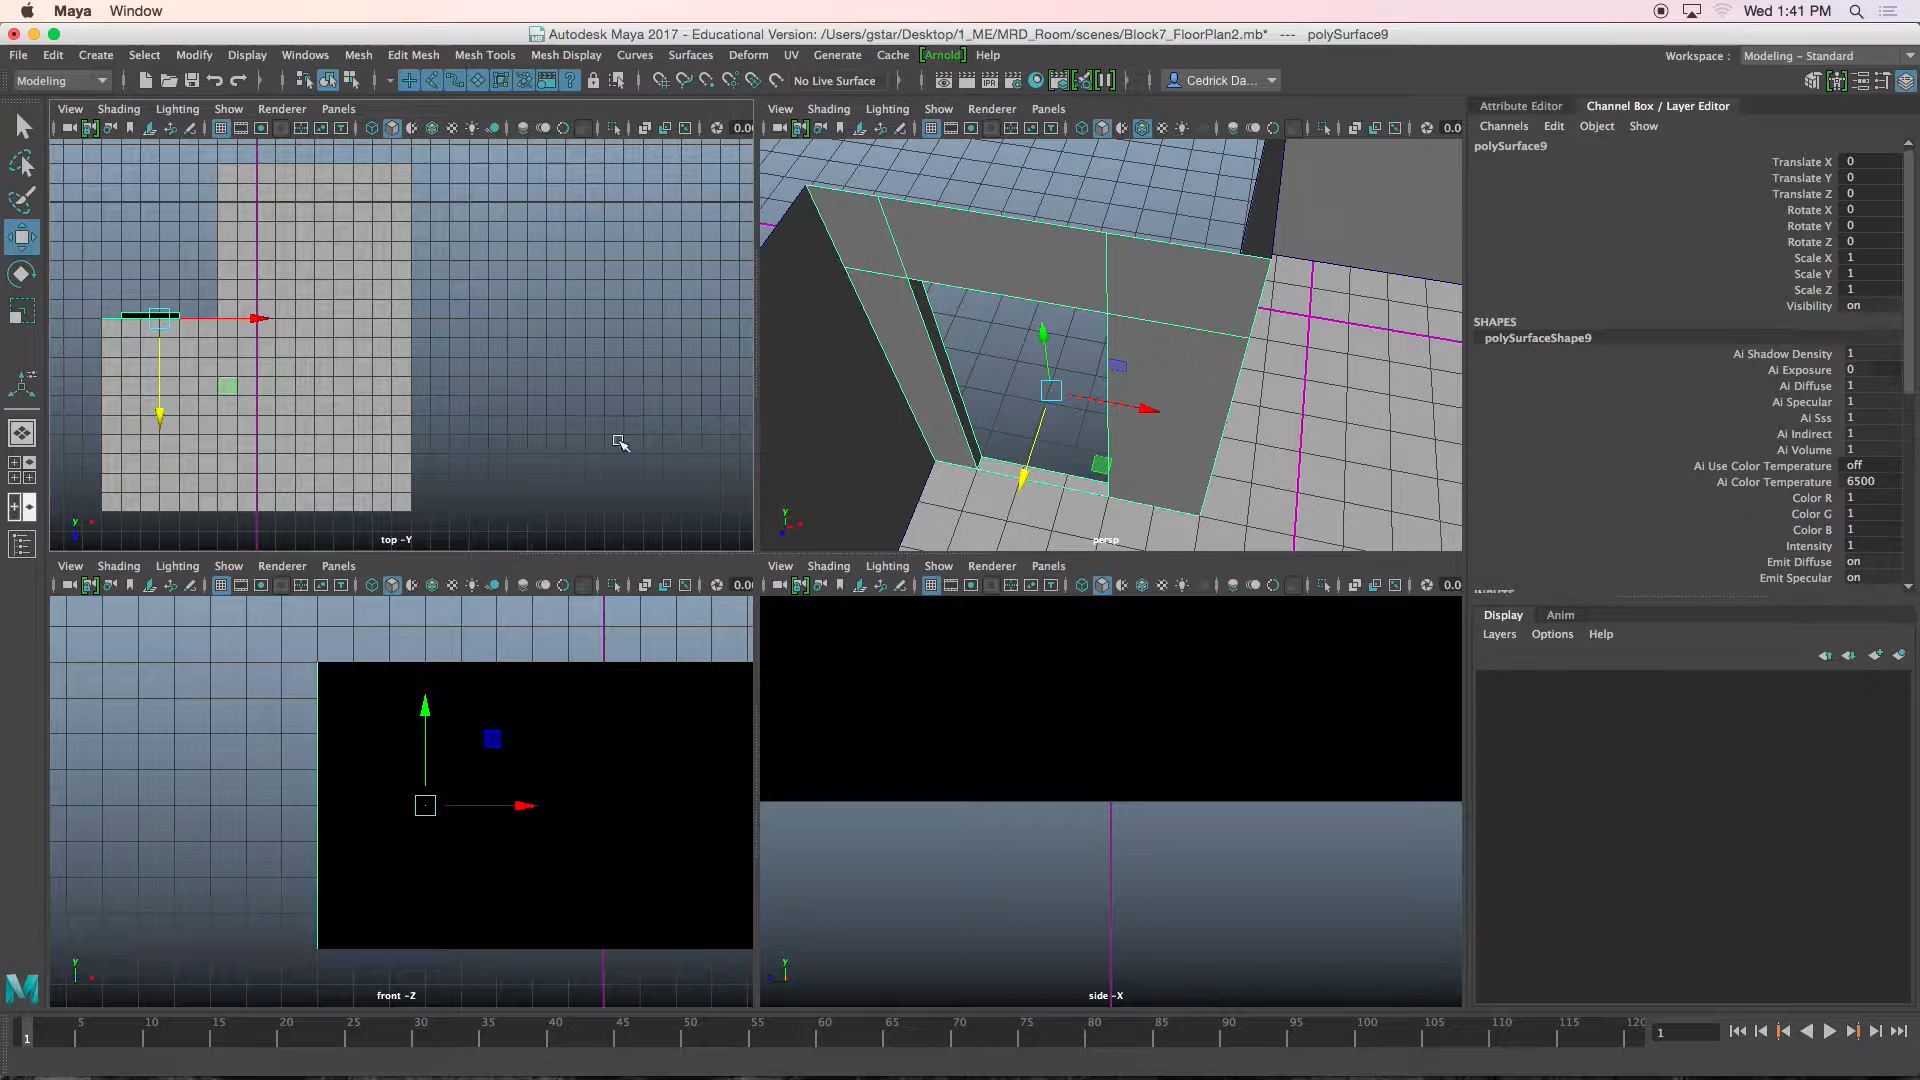 Maya Window Wed 1:41 PM
Autodesk Maya 2017 - Educational Version: /Users/gstar/Desktop/1_ME/MRD_Room/scenes/Block7_FloorPlan2.mb* --- polySurface9
File Edit Create Select Modify Display Windows Mesh Edit Mesh Mesh Tools Mesh Display Curves Surfaces Deform UV Generate Cache [Arnold] Help Workspace : Modeling - Standard
Modeling No Live Surface Cedrick Da...
View Shading Lighting Show Renderer Panels
0.00
top -Y
View Shading Lighting Show Renderer Panels
0.0
persp
View Shading Lighting Show Renderer Panels
0.00
front -Z
View Shading Lighting Show Renderer Panels
0.0
side -X
Attribute Editor Channel Box / Layer Editor
Channels Edit Object Show
polySurface9
Translate X 0
Translate Y 0
Translate Z 0
Rotate X 0
Rotate Y 0
Rotate Z 0
Scale X 1
Scale Y 1
Scale Z 1
Visibility on
SHAPES
polySurfaceShape9
Ai Shadow Density 1
Ai Exposure 0
Ai Diffuse 1
Ai Specular 1
Ai Sss 1
Ai Indirect 1
Ai Volume 1
Ai Use Color Temperature off
Ai Color Temperature 6500
Color R 1
Color G 1
Color B 1
Intensity 1
Emit Diffuse on
Emit Specular on
INPUTS
Display Anim
Layers Options Help
5 10 15 20 25 30 35 40 45 50 55 60 65 70 75 80 85 90 95 100 105 110 115 120
1 1